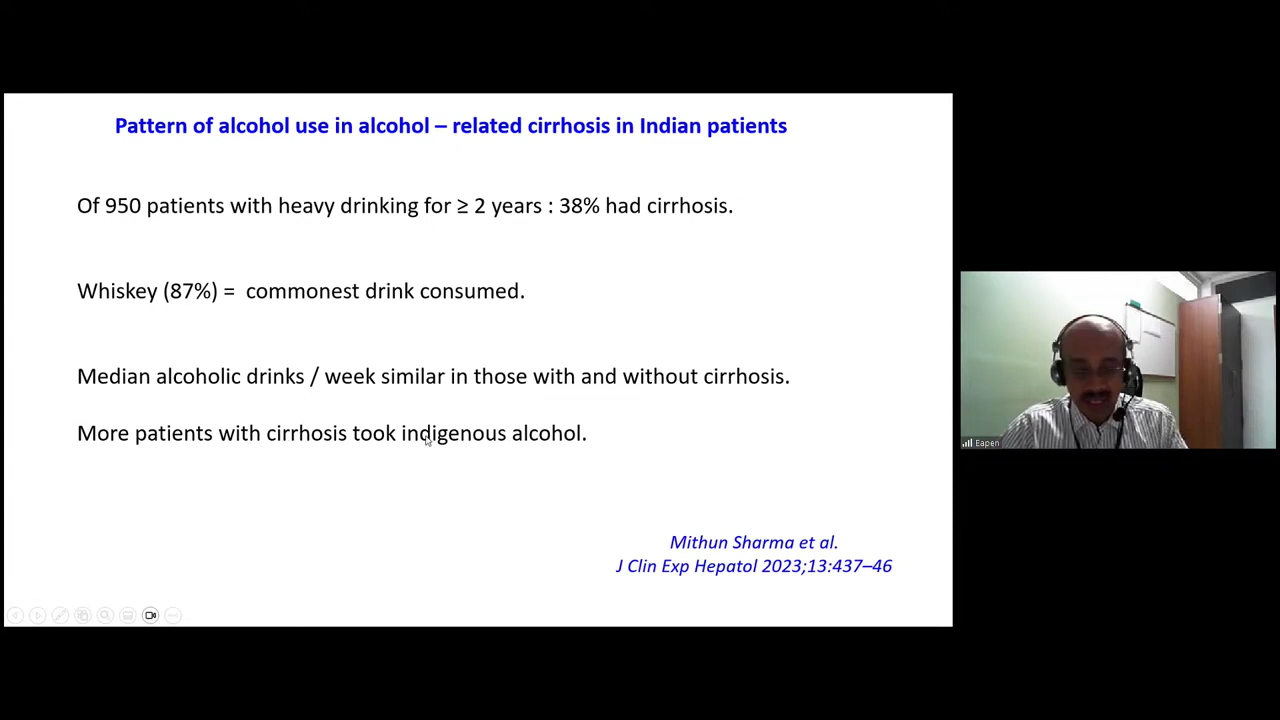 Pattern of alcohol use in alcohol – related cirrhosis in Indian patients
Of 950 patients with heavy drinking for ≥ 2 years : 38% had cirrhosis.
Whiskey (87%) = commonest drink consumed.
Median alcoholic drinks / week similar in those with and without cirrhosis.
More patients with cirrhosis took indigenous alcohol.
Mithun Sharma et al.
J Clin Exp Hepatol 2023;13:437–46
Eapen